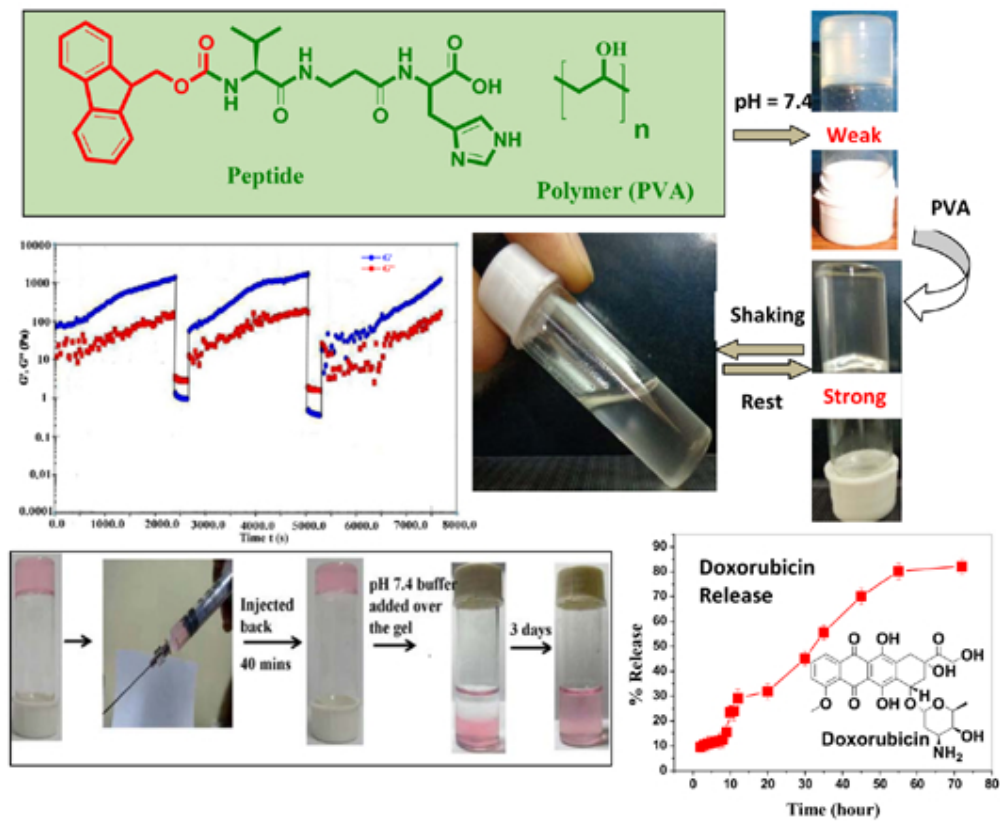 O
O
N
H
O
H
N
O
H
N
O
OH
N
NH
Peptide
OH
n
Polymer (PVA)
pH = 7.4
Weak
PVA
Shaking
Rest
Strong
G'
G''
G', G'' (Pa)
10000
1000
100
10
1
0.1
0.01
0.0001
0.0
1000.0
2000.0
3000.0
4000.0
5000.0
6000.0
7000.0
8000.0
Time t (s)
Injected
back
40 mins
pH 7.4 buffer
added over
the gel
3 days
Doxorubicin
Release
% Release
90
80
70
60
50
40
30
20
10
0
O
OH
O
OH
OH
O
O
OH
O
H
O
OH
NH2
Doxorubicin
0
10
20
30
40
50
60
70
80
Time (hour)